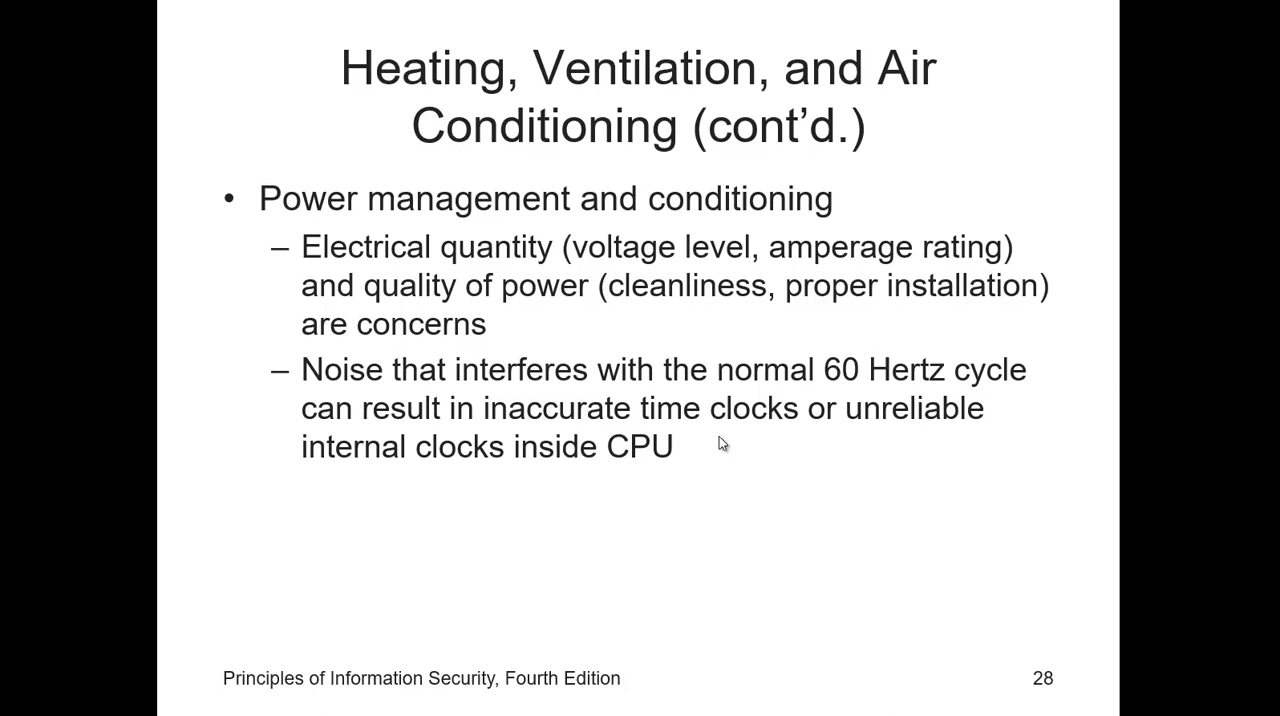 Heating, Ventilation, and Air
Conditioning (cont’d.)
• Power management and conditioning
– Electrical quantity (voltage level, amperage rating)
and quality of power (cleanliness, proper installation)
are concerns
– Noise that interferes with the normal 60 Hertz cycle
can result in inaccurate time clocks or unreliable
internal clocks inside CPU
Principles of Information Security, Fourth Edition 28